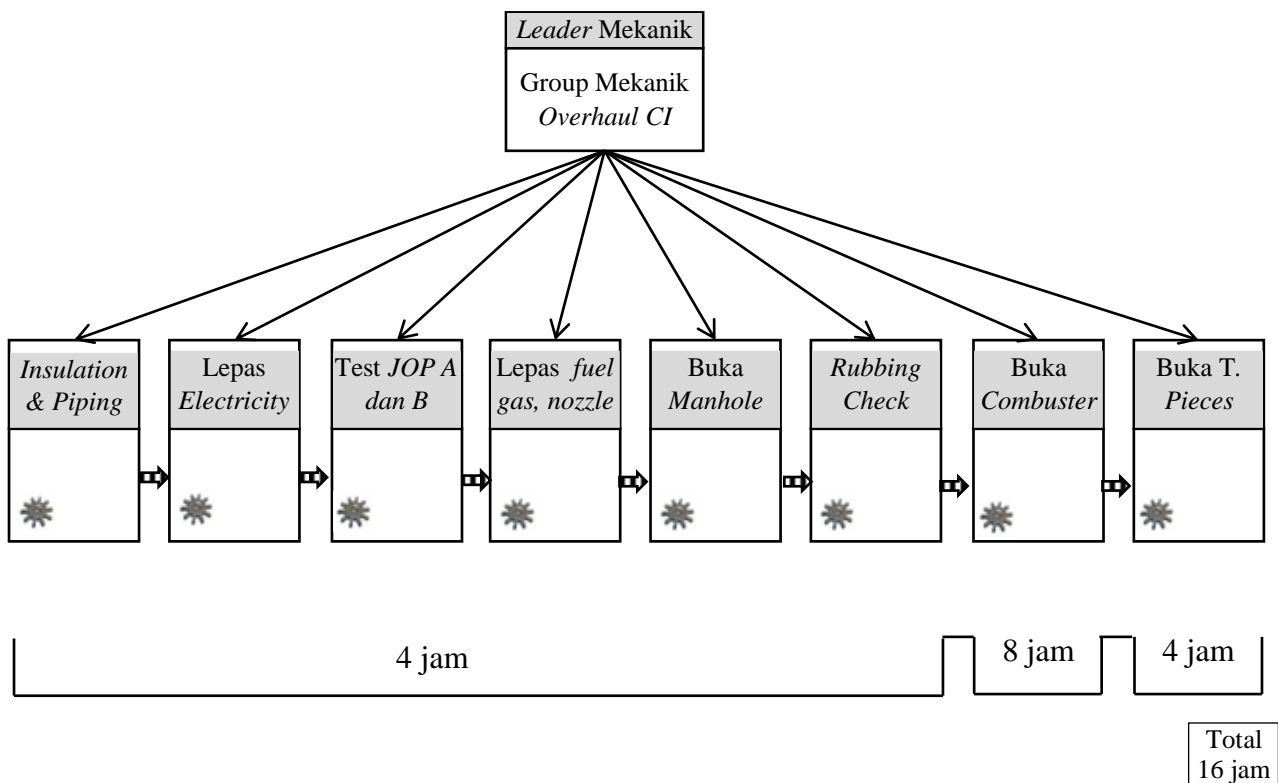 Leader Mekanik
Group Mekanik
Overhaul CI
Insulation
& Piping
Lepas
Electricity
Test JOP A
dan B
Lepas fuel
gas, nozzle
Buka
Manhole
Rubbing
Check
Buka
Combuster
Buka T.
Pieces
4 jam
8 jam
4 jam
Total
16 jam